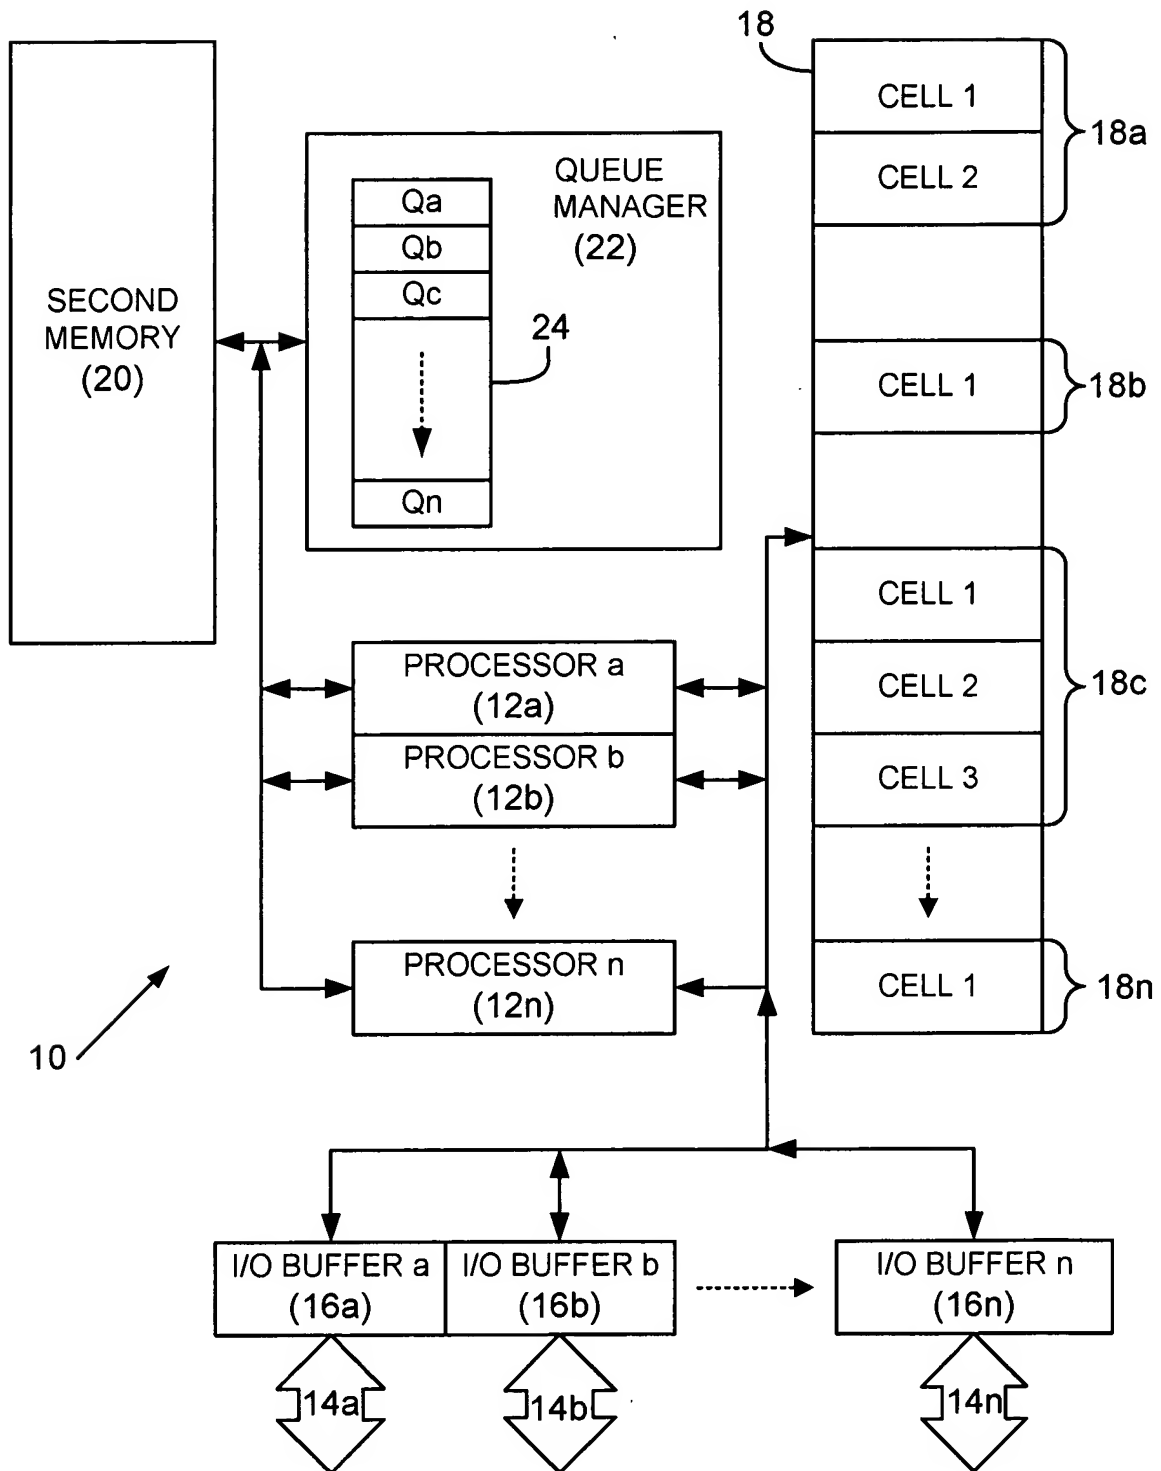 18
CELL 1
CELL 2
18a
QUEUE
MANAGER
(22)
Qa
Qb
Qc
Qn
24
SECOND
MEMORY
(20)
CELL 1
18b
CELL 1
CELL 2
CELL 3
18c
PROCESSOR a
(12a)
PROCESSOR b
(12b)
PROCESSOR n
(12n)
CELL 1
18n
10
I/O BUFFER a
(16a)
I/O BUFFER b
(16b)
I/O BUFFER n
(16n)
14a
14b
14n